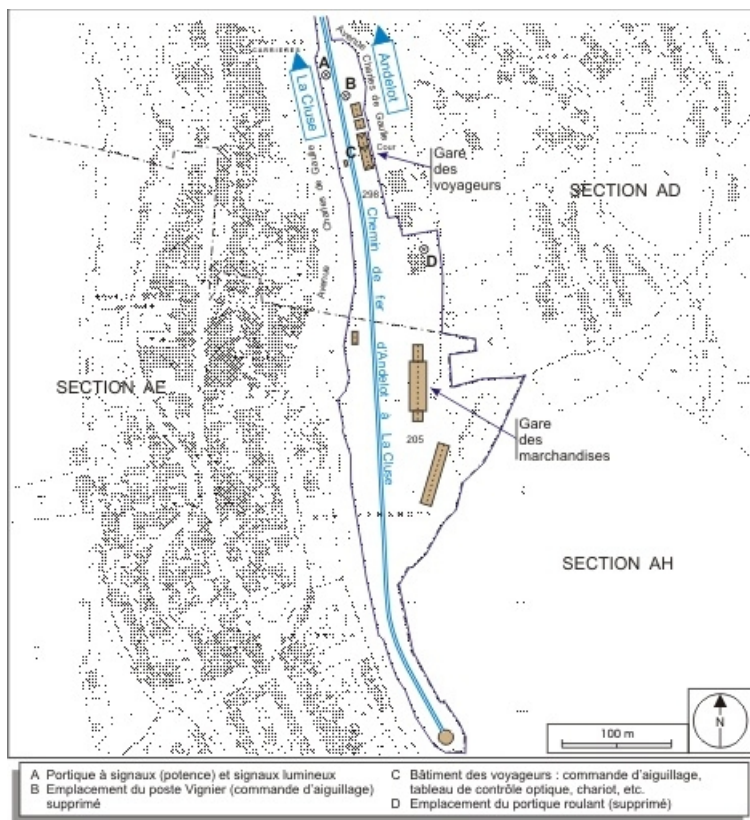 CARRIERES
A
La Cluse
Avenue Charles de Gaulle
Andelot
B
C
Cour
Gare
des
voyageurs
298
SECTION AD
Avenue Charles de Gaulle
D
Chemin de fer d'Andelot à La Cluse
SECTION AE
205
Gare
des
marchandises
SECTION AH
100 m
N
A Portique à signaux (potence) et signaux lumineux
B Emplacement du poste Vignier (commande d'aiguillage)
supprimé
C Bâtiment des voyageurs : commande d'aiguillage,
tableau de contrôle optique, chariot, etc.
D Emplacement du portique roulant (supprimé)